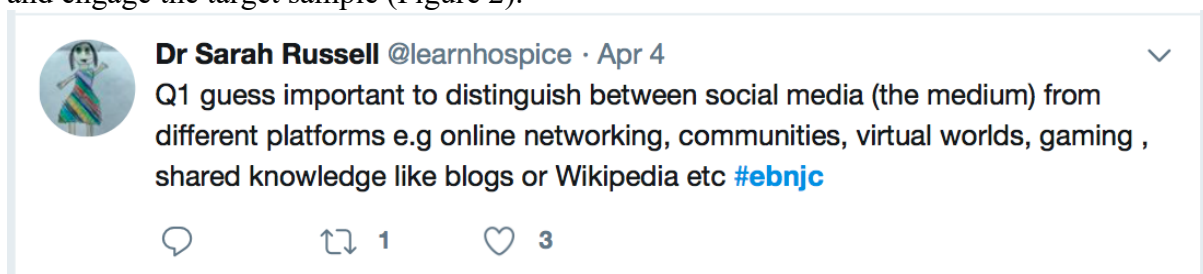 and engage the target sample (Figure 2).
Dr Sarah Russell @learnhospice · Apr 4
Q1 guess important to distinguish between social media (the medium) from
different platforms e.g online networking, communities, virtual worlds, gaming ,
shared knowledge like blogs or Wikipedia etc #ebnjc
1 3